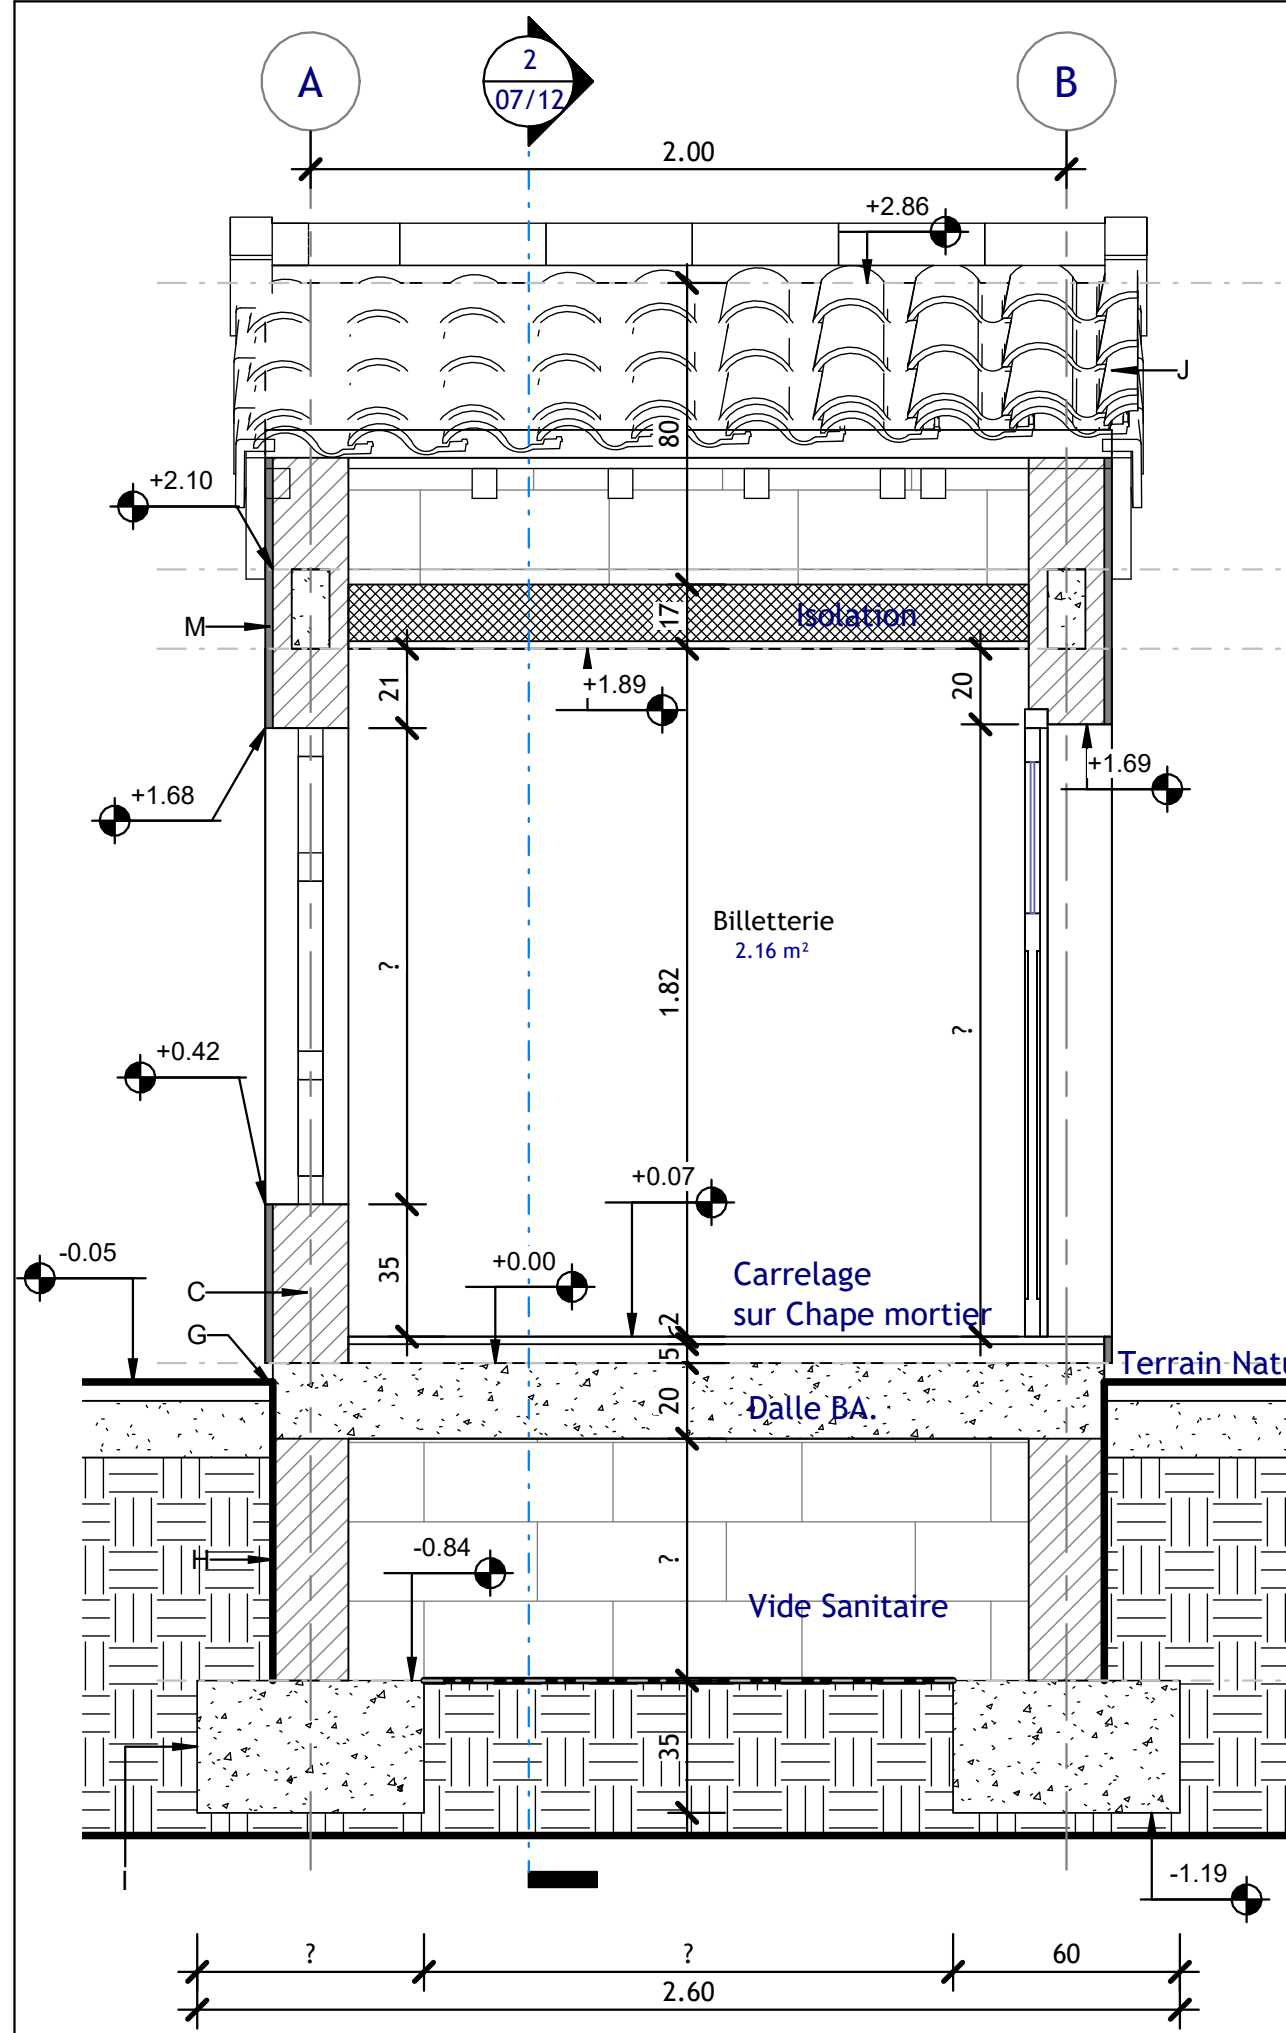 A
2
07/12
B
2.00
+2.86
J
80
+2.10
M
17
Isolation
21
+1.89
20
+1.68
+1.69
Billetterie
2.16 m²
?
1.82
?
+0.42
+0.07
-0.05
+0.00
35
C
G
Carrelage
sur Chape mortier
2
5
Terrain Natu
20
Dalle BA.
H
-0.84
?
Vide Sanitaire
35
I
-1.19
?
?
60
2.60